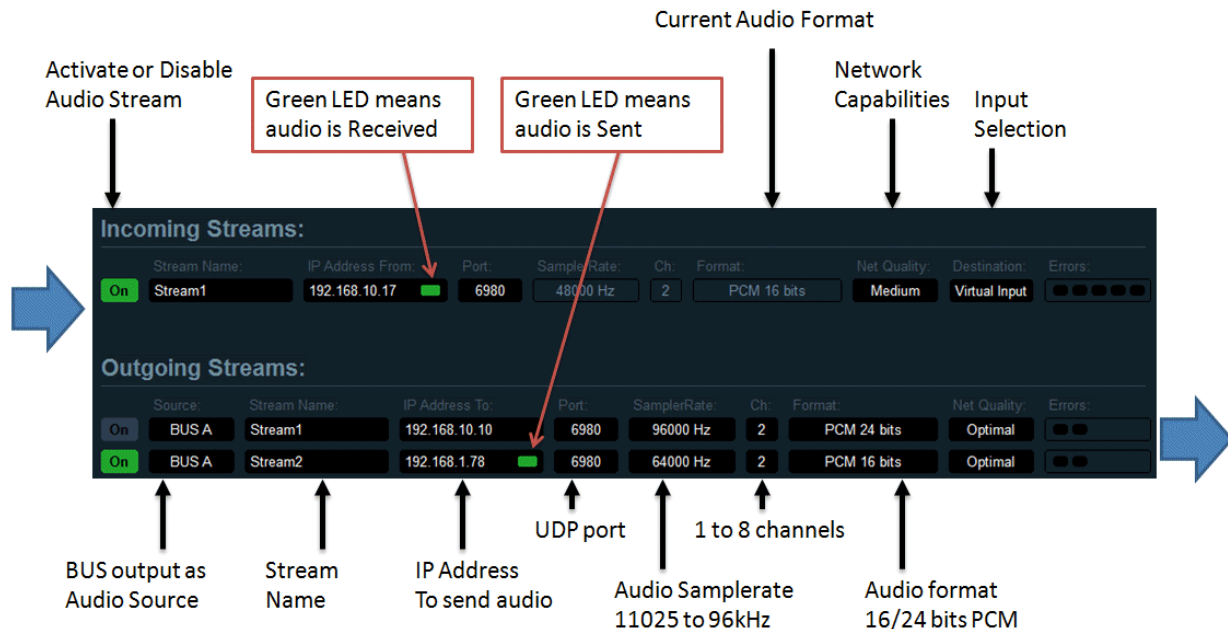 Current Audio Format
Activate or Disable
Audio Stream
Green LED means
audio is Received
Green LED means
audio is Sent
Network
Capabilities
Input
Selection
Incoming Streams:
Stream Name: IP Address From: Port: SampleRate: Ch: Format: Net Quality: Destination: Errors:
On Stream1 192.168.10.17 6980 48000 Hz 2 PCM 16 bits Medium Virtual Input
Outgoing Streams:
Source: Stream Name: IP Address To: Port: SamplerRate: Ch: Format: Net Quality: Errors:
On BUS A Stream1 192.168.10.10 6980 96000 Hz 2 PCM 24 bits Optimal
On BUS A Stream2 192.168.1.78 6980 64000 Hz 2 PCM 16 bits Optimal
UDP port
1 to 8 channels
BUS output as
Audio Source
Stream
Name
IP Address
To send audio
Audio Samplerate
11025 to 96kHz
Audio format
16/24 bits PCM